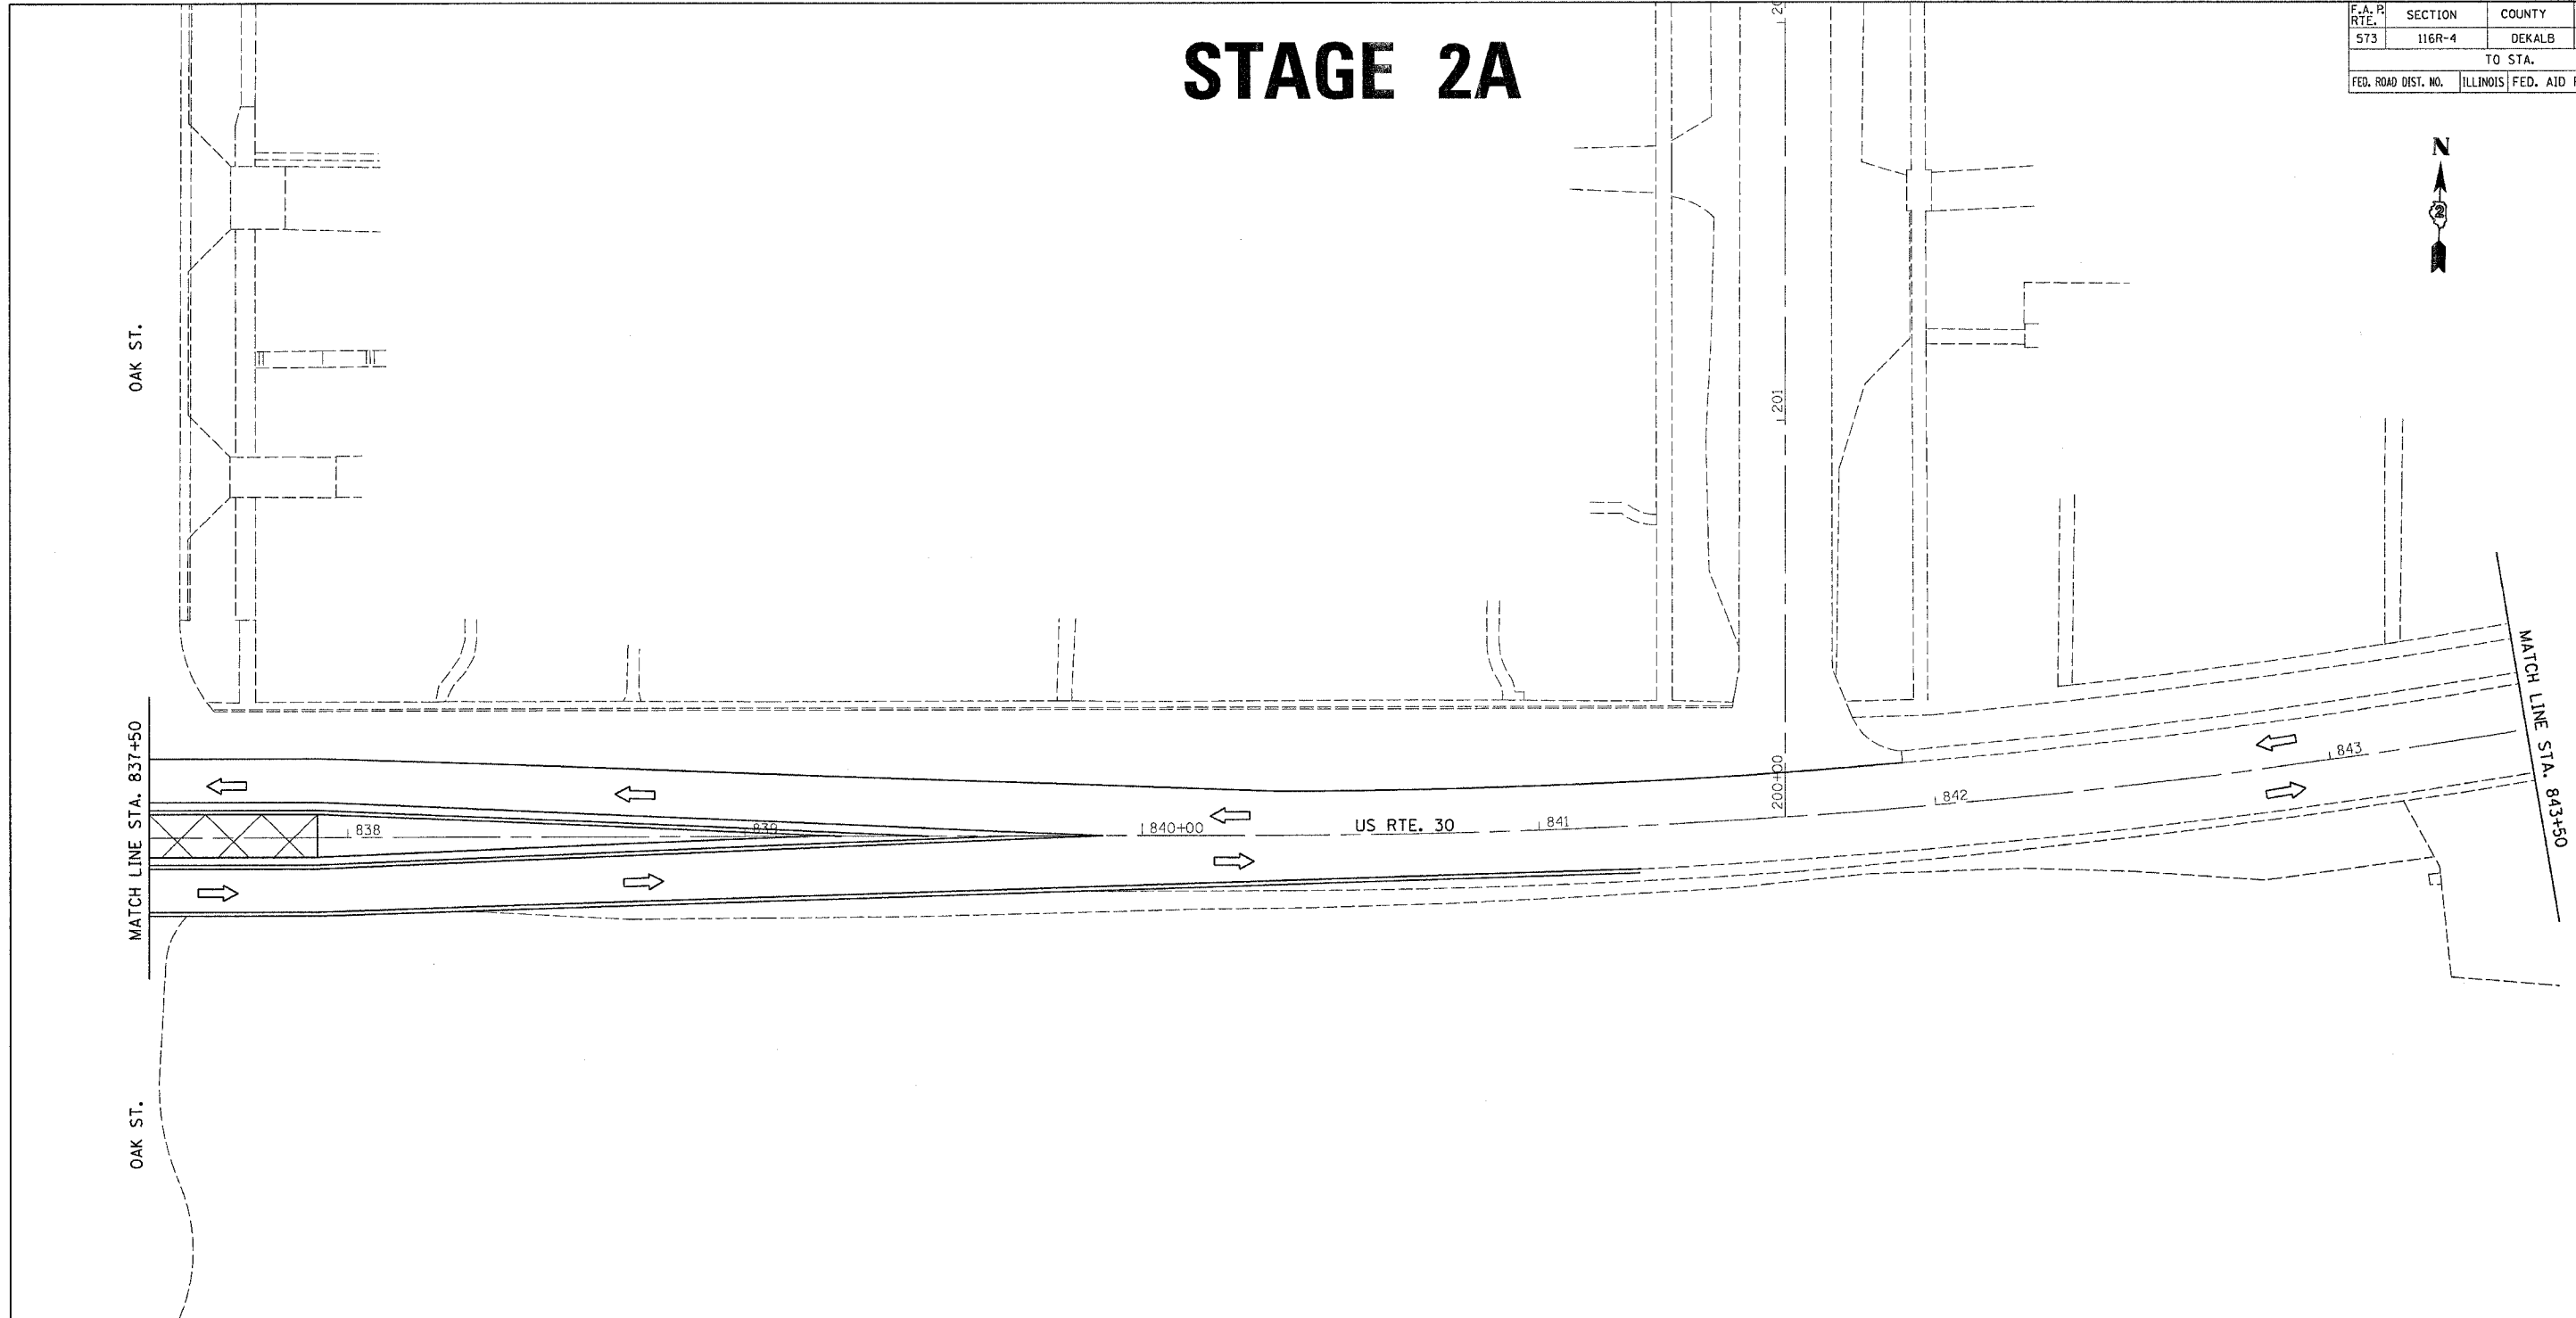 STAGE 2A
F.A.P. RTE. SECTION COUNTY
573 116R-4 DEKALB
TO STA.
FED. ROAD DIST. NO. ILLINOIS FED. AID
N
2
OAK ST.
201
MATCH LINE STA. 837+50
MATCH LINE STA. 843+50
200+00
838
839
840+00
US RTE. 30
841
842
843
OAK ST.